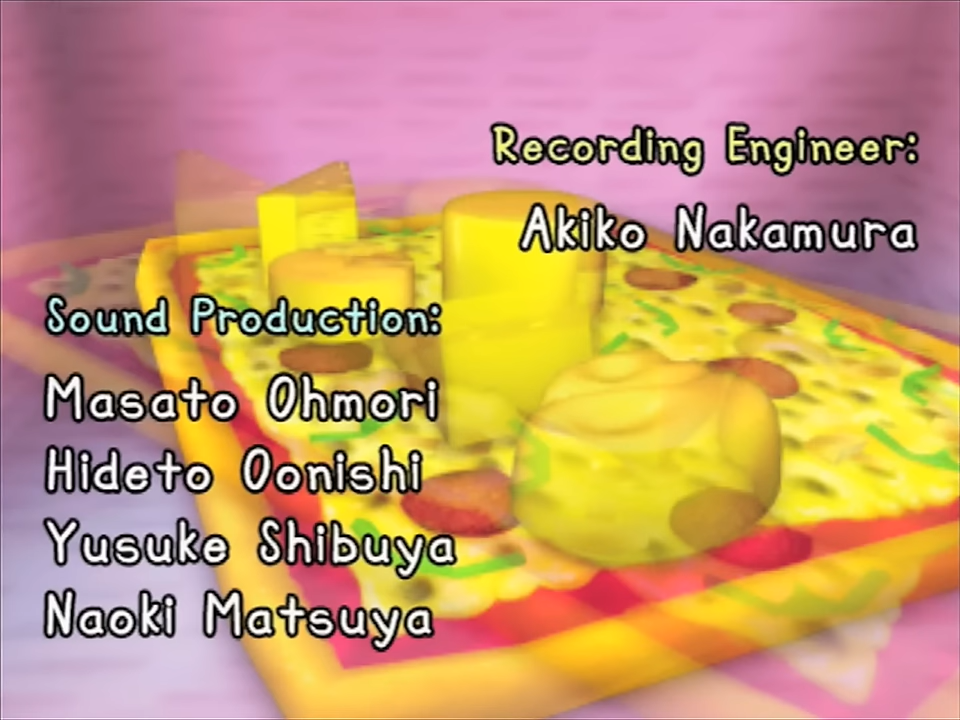 Recording Engineer:
Akiko Nakamura
Sound Production:
Masato Ohmori
Hideto Oonishi
Yusuke Shibuya
Naoki Matsuya